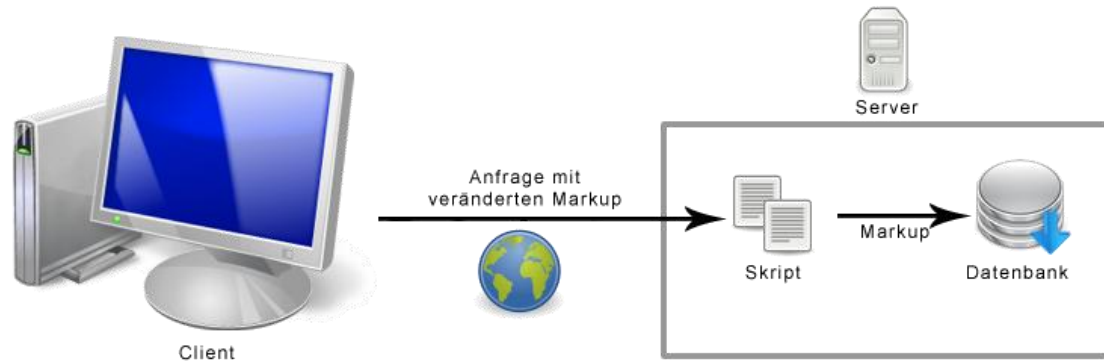 Server
Anfrage mit
veränderten Markup
Markup
Skript
Datenbank
Client